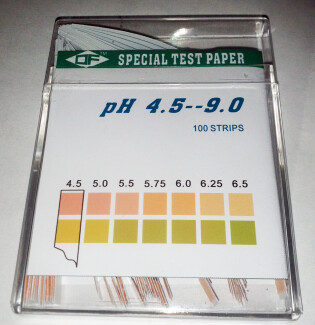 QF™ SPECIAL TEST PAPER
pH 4.5--9.0
100 STRIPS
4.5 5.0 5.5 5.75 6.0 6.25 6.5